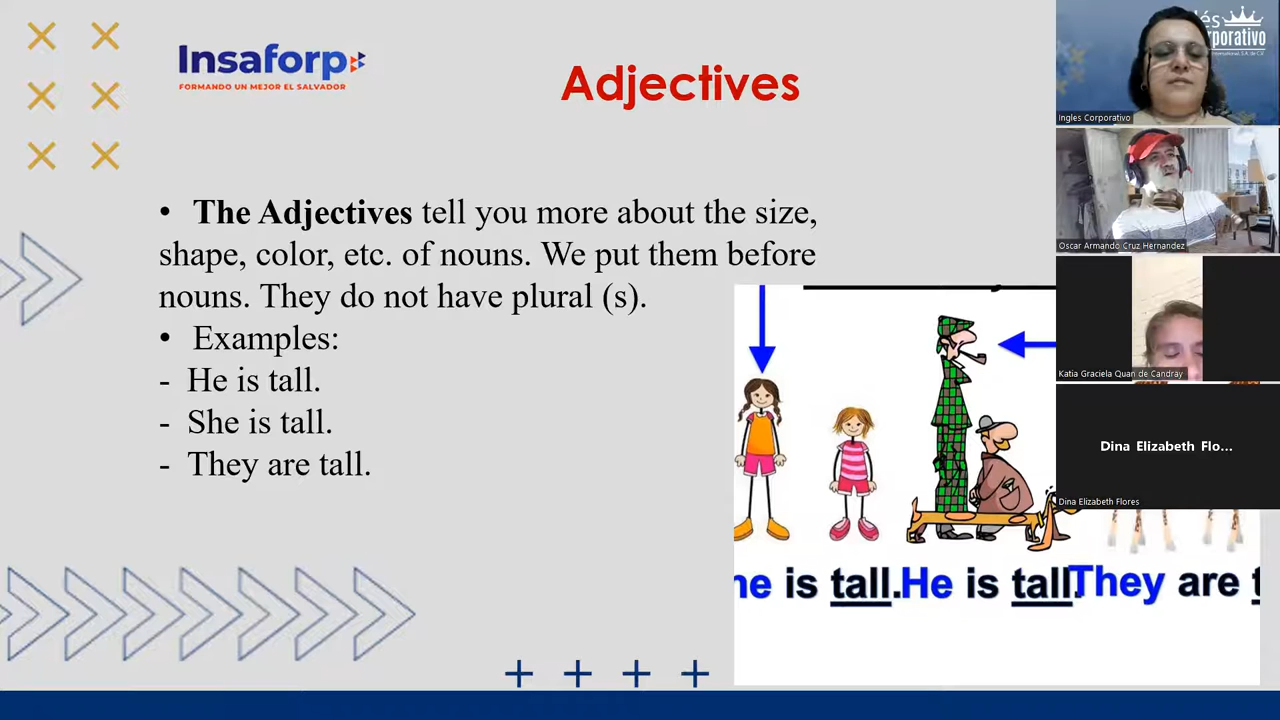 Insaforp
FORMANDO UN MEJOR EL SALVADOR
Adjectives
• The Adjectives tell you more about the size,
shape, color, etc. of nouns. We put them before
nouns. They do not have plural (s).
• Examples:
- He is tall.
- She is tall.
- They are tall.
he is tall.
He is tall.
They are t
és
rporativo
Ingles Corporativo
Oscar Armando Cruz Hernandez
Katia Graciela Quan de Candray
Dina Elizabeth Flo...
Dina Elizabeth Flores